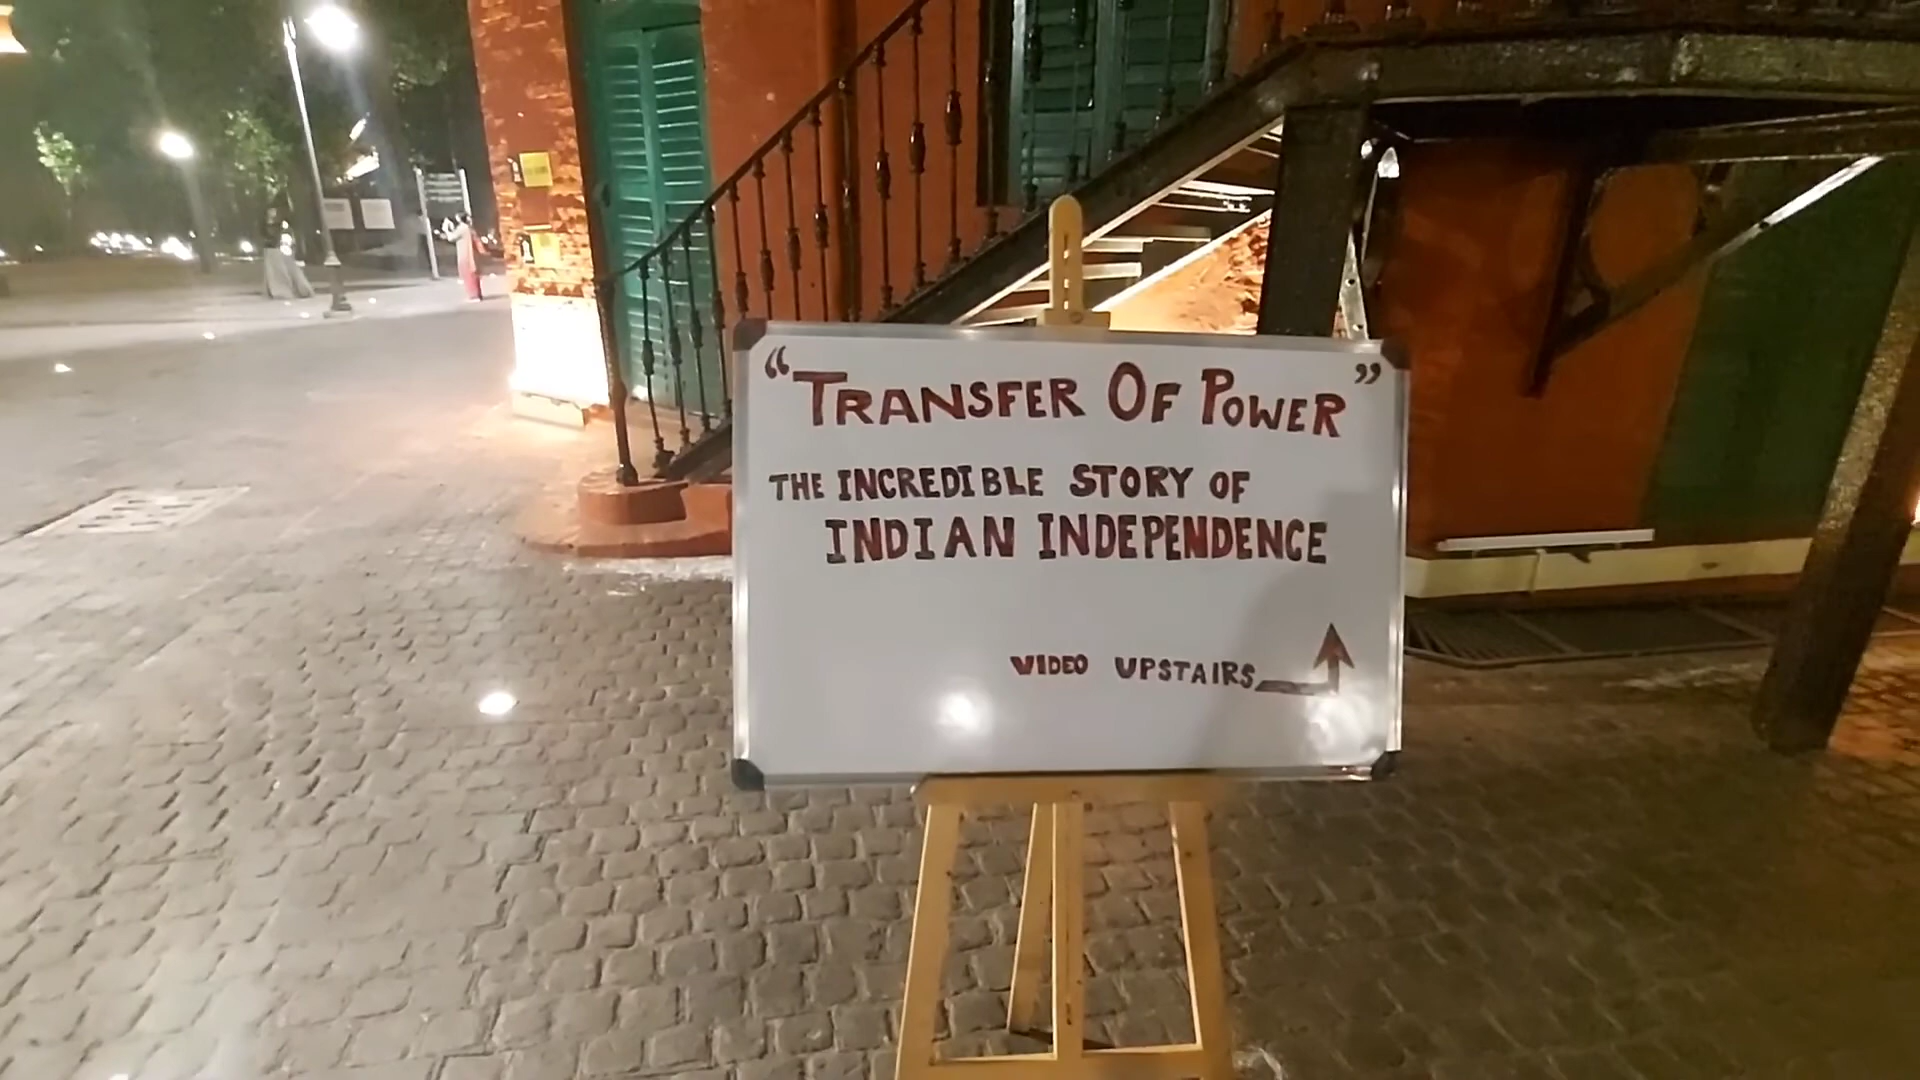 “TRANSFER OF POWER”
THE INCREDIBLE STORY OF
INDIAN INDEPENDENCE
VIDEO UPSTAIRS